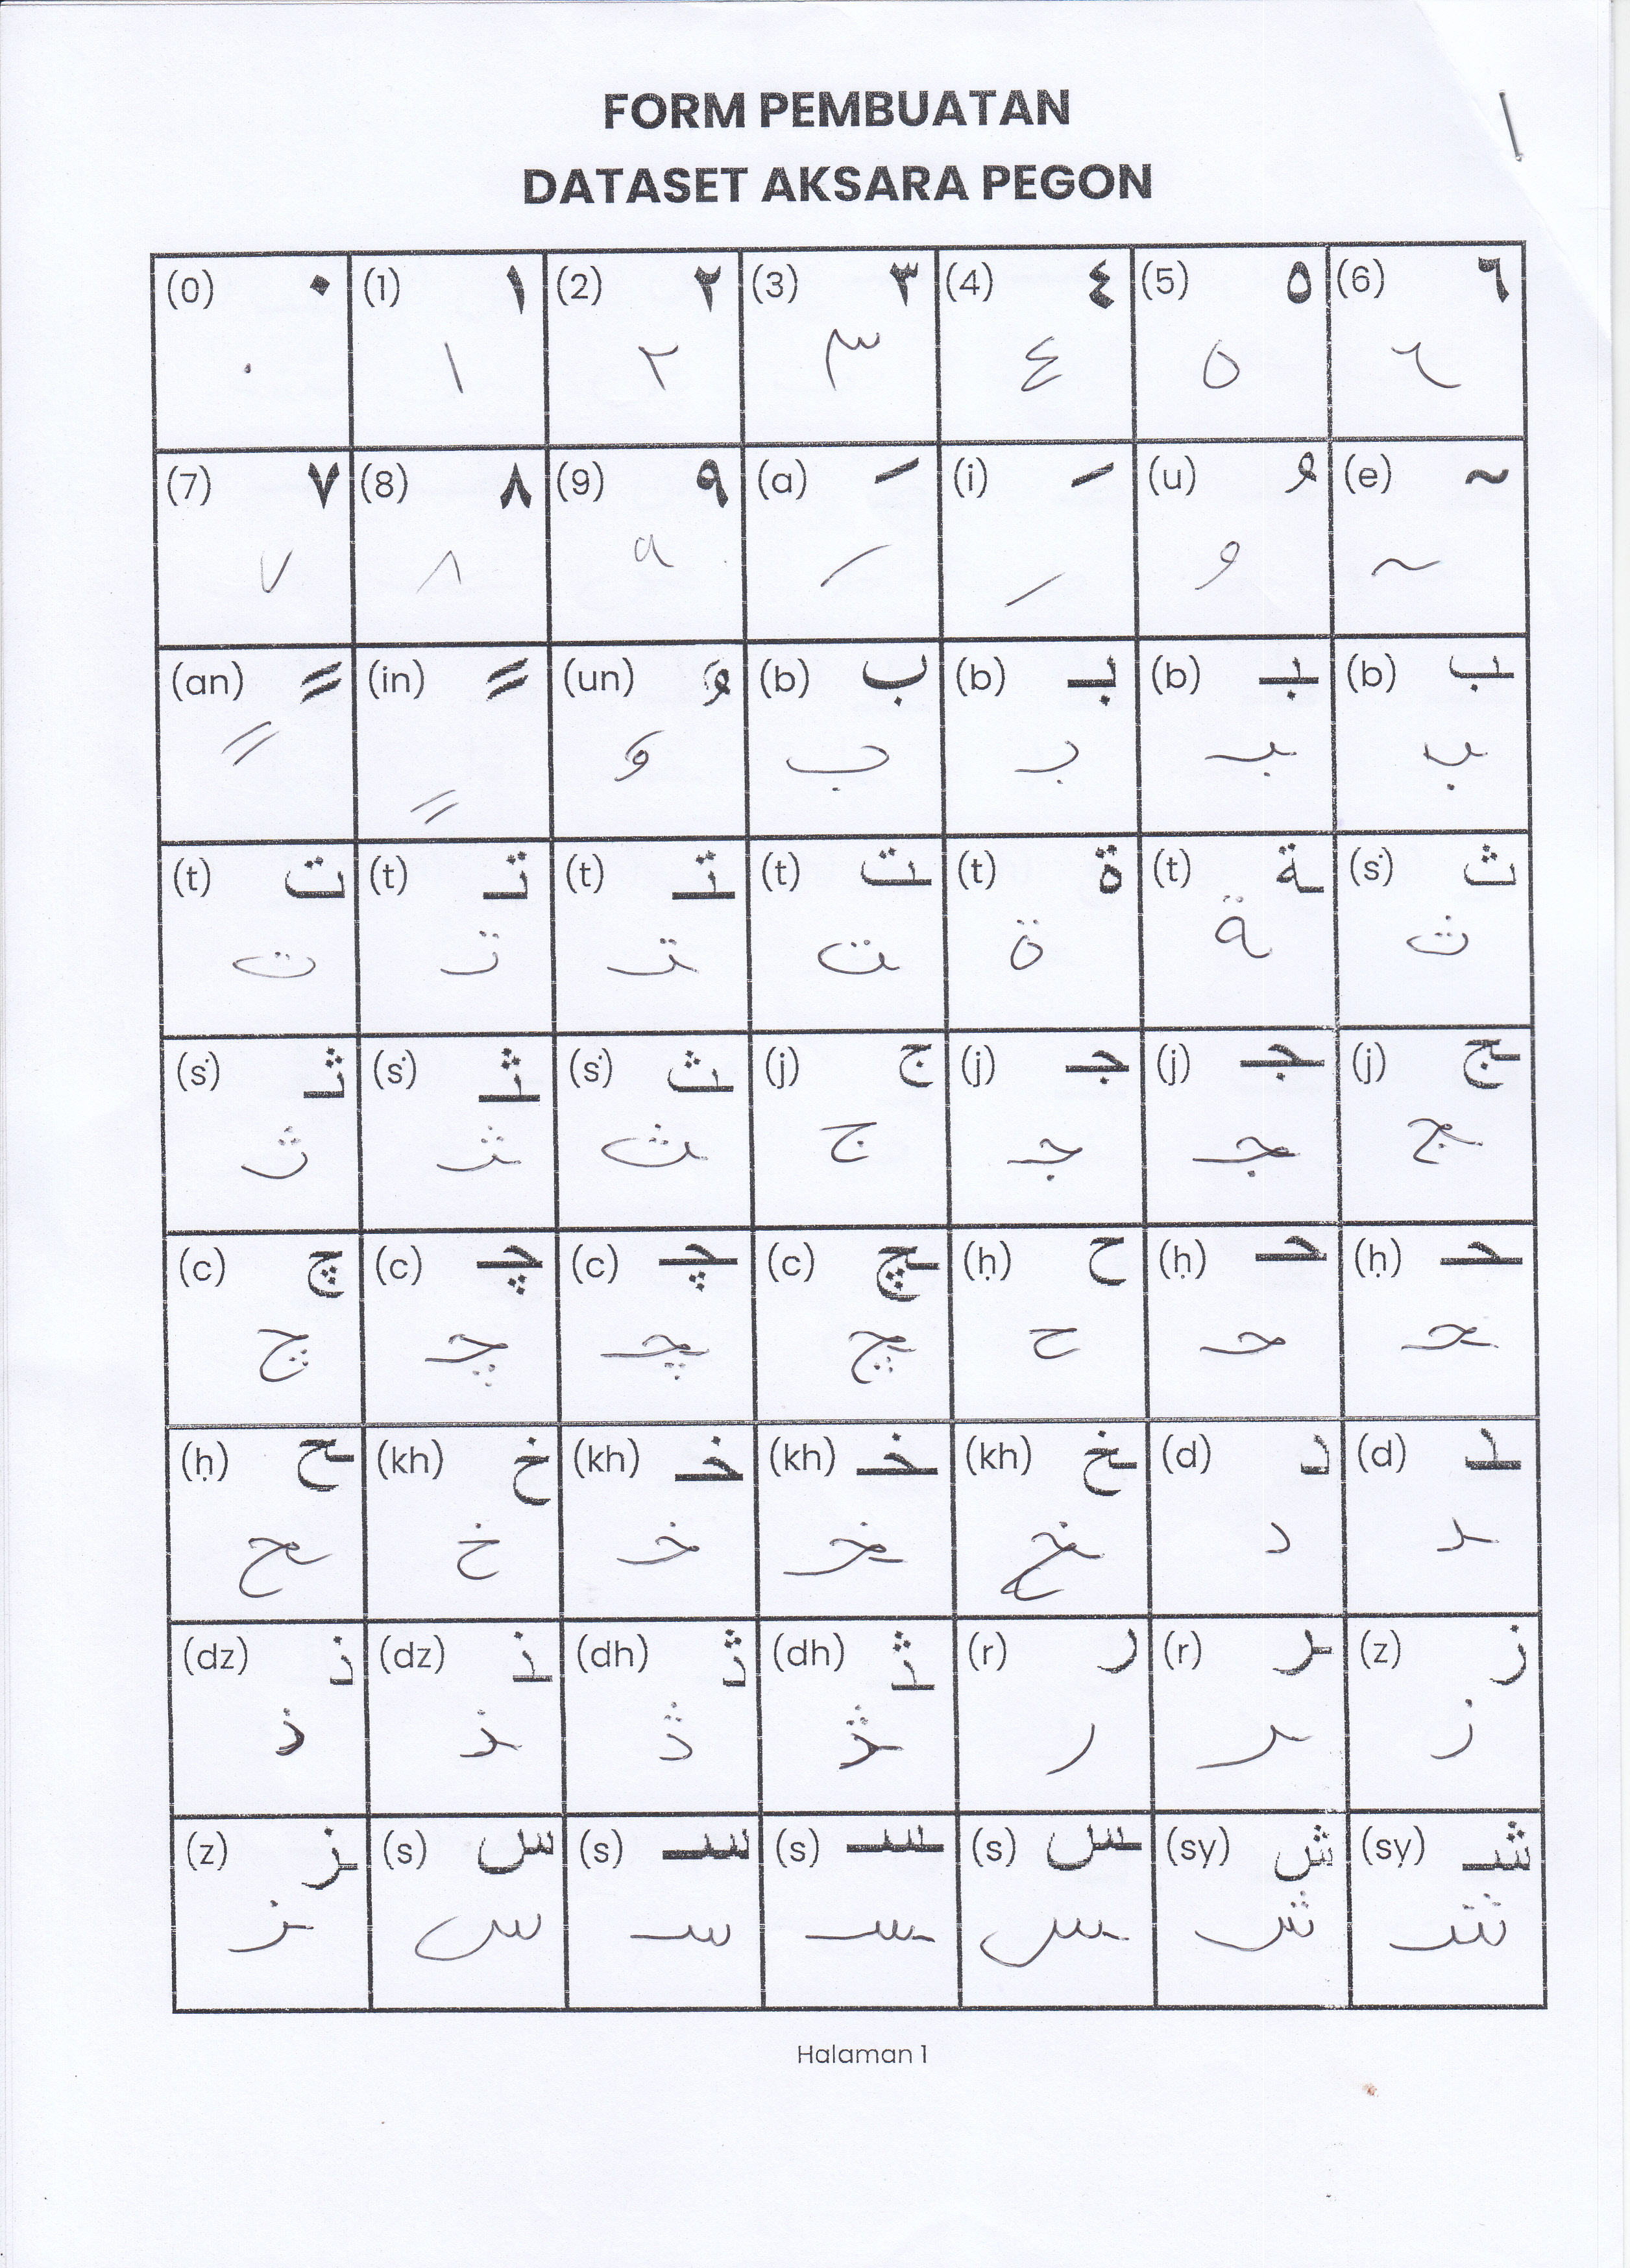 FORM PEMBUATAN
DATASET AKSARA PEGON
(0) ٠ (1) ١ (2) ٢ (3) ٣ (4) ٤ (5) ٥ (6) ٦
٠ ١ ٢ ٣ ٤ ٥ ٦
(7) ٧ (8) ٨ (9) ٩ (a) َ (i) ِ (u) ُ (e) ~
٧ ٨ ٩ َ ِ ُ ~
(an) ً (in) ٍ (un) ٌ (b) ب (b) بـ (b) ـبـ (b) ـب
ً ٍ ٌ ب بـ ـبـ ـب
(t) ت (t) تـ (t) ـتـ (t) ـت (t) ة (t) ـة (ṡ) ث
ت تـ ـتـ ـت ة ـة ث
(ṡ) ثـ (ṡ) ـثـ (ṡ) ـث (j) ج (j) جـ (j) ـجـ (j) ـج
ثـ ـثـ ـث ج جـ ـجـ ـج
(c) چ (c) چـ (c) ـچـ (c) ـچ (ḥ) ح (ḥ) حـ (ḥ) ـحـ
چ چـ ـچـ ـچ ح حـ ـحـ
(ḥ) ـح (kh) خ (kh) خـ (kh) ـخـ (kh) ـخ (d) د (d) ـد
ـح خ خـ ـخـ ـخ د ـد
(dz) ذ (dz) ـذ (dh) ڎ (dh) ـڎ (r) ر (r) ـر (z) ز
ذ ـذ ڎ ـڎ ر ـر ز
(z) ـز (s) س (s) سـ (s) ـسـ (s) ـس (sy) ش (sy) شـ
ـز س سـ ـسـ ـس ش شـ
Halaman 1